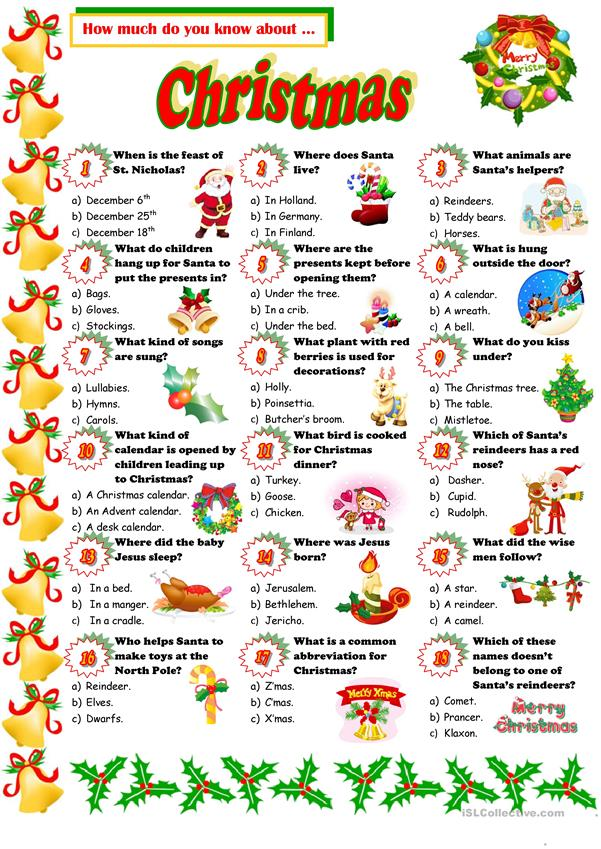 How much do you know about ...
Merry
Christmas
Christmas
1
When is the feast of
St. Nicholas?
a) December 6th
b) December 25th
c) December 18th
2
Where does Santa
live?
a) In Holland.
b) In Germany.
c) In Finland.
3
What animals are
Santa's helpers?
a) Reindeers.
b) Teddy bears.
c) Horses.
4
What do children
hang up for Santa to
put the presents in?
a) Bags.
b) Gloves.
c) Stockings.
5
Where are the
presents kept before
opening them?
a) Under the tree.
b) In a crib.
c) Under the bed.
6
What is hung
outside the door?
a) A calendar.
b) A wreath.
c) A bell.
7
What kind of songs
are sung?
a) Lullabies.
b) Hymns.
c) Carols.
8
What plant with red
berries is used for
decorations?
a) Holly.
b) Poinsettia.
c) Butcher's broom.
9
What do you kiss
under?
a) The Christmas tree.
b) The table.
c) Mistletoe.
10
What kind of
calendar is opened by
children leading up
to Christmas?
a) A Christmas calendar.
b) An Advent calendar.
c) A desk calendar.
11
What bird is cooked
for Christmas
dinner?
a) Turkey.
b) Goose.
c) Chicken.
12
Which of Santa's
reindeers has a red
nose?
a) Dasher.
b) Cupid.
c) Rudolph.
13
Where did the baby
Jesus sleep?
a) In a bed.
b) In a manger.
c) In a cradle.
14
Where was Jesus
born?
a) Jerusalem.
b) Bethlehem.
c) Jericho.
15
What did the wise
men follow?
a) A star.
b) A reindeer.
c) A camel.
16
Who helps Santa to
make toys at the
North Pole?
a) Reindeer.
b) Elves.
c) Dwarfs.
17
What is a common
abbreviation for
Christmas?
a) Z'mas.
b) C'mas.
c) X'mas.
Merry Xmas
18
Which of these
names doesn't
belong to one of
Santa's reindeers?
a) Comet.
b) Prancer.
c) Klaxon.
Merry
Christmas
iSLCollective.com